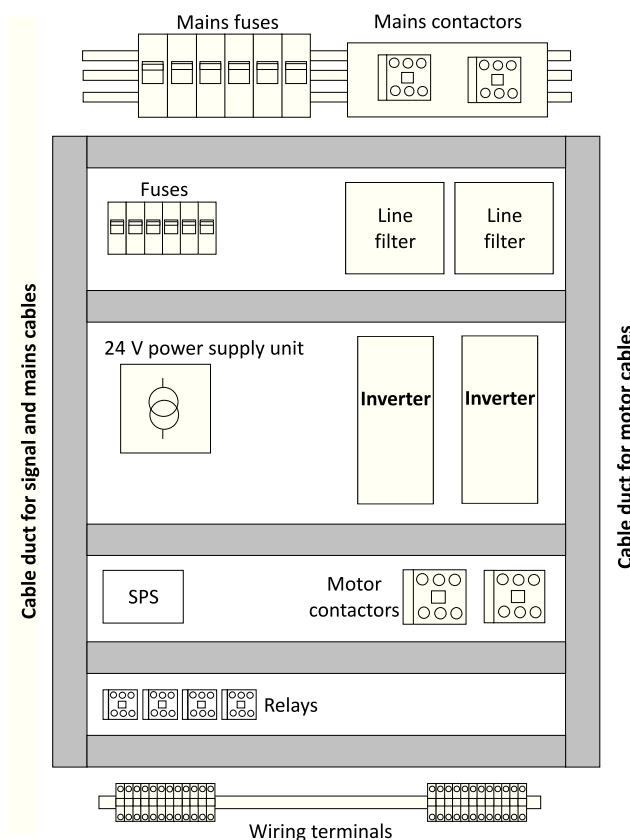 Mains fuses
Mains contactors
Fuses
Line
filter
Line
filter
24 V power supply unit
Inverter
Inverter
SPS
Motor
contactors
Relays
Wiring terminals
Cable duct for signal and mains cables
Cable duct for motor cables